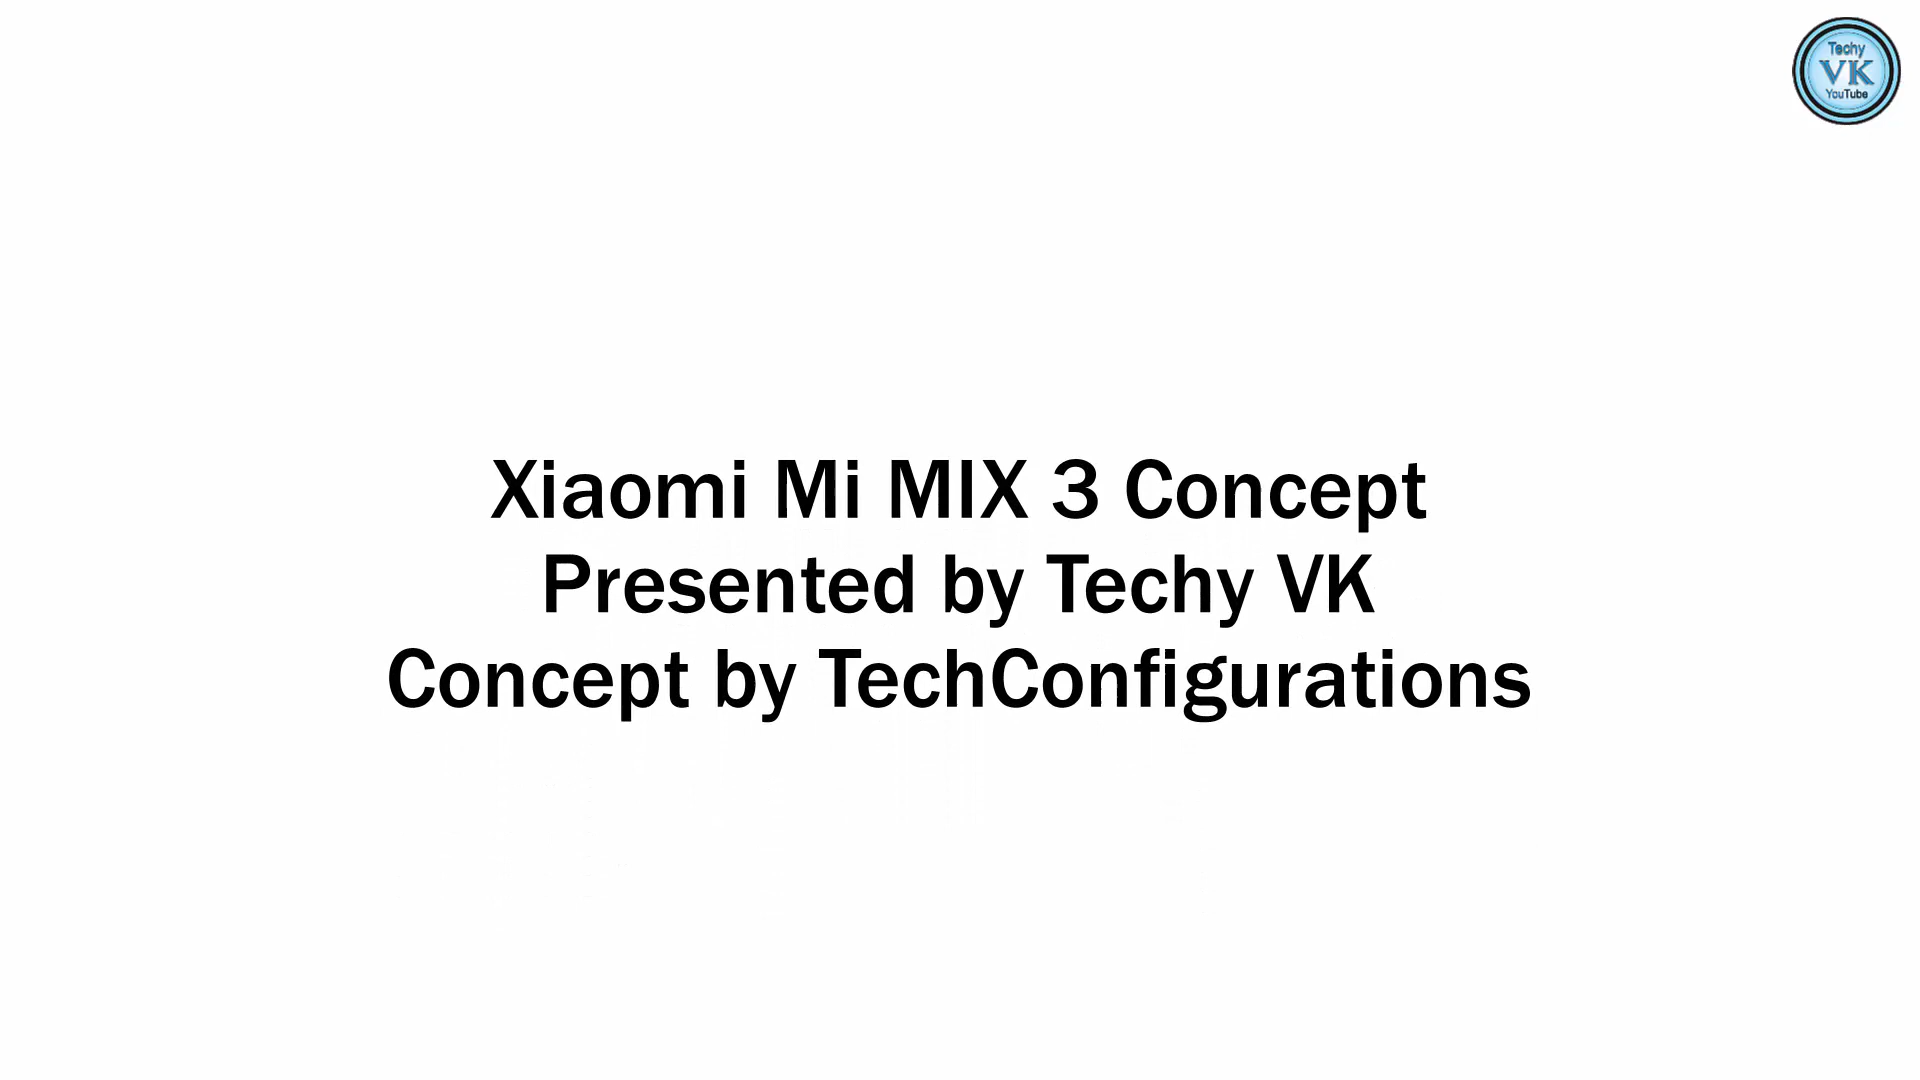 Techy
VK
YouTube
Xiaomi Mi MIX 3 Concept
Presented by Techy VK
Concept by TechConfigurations